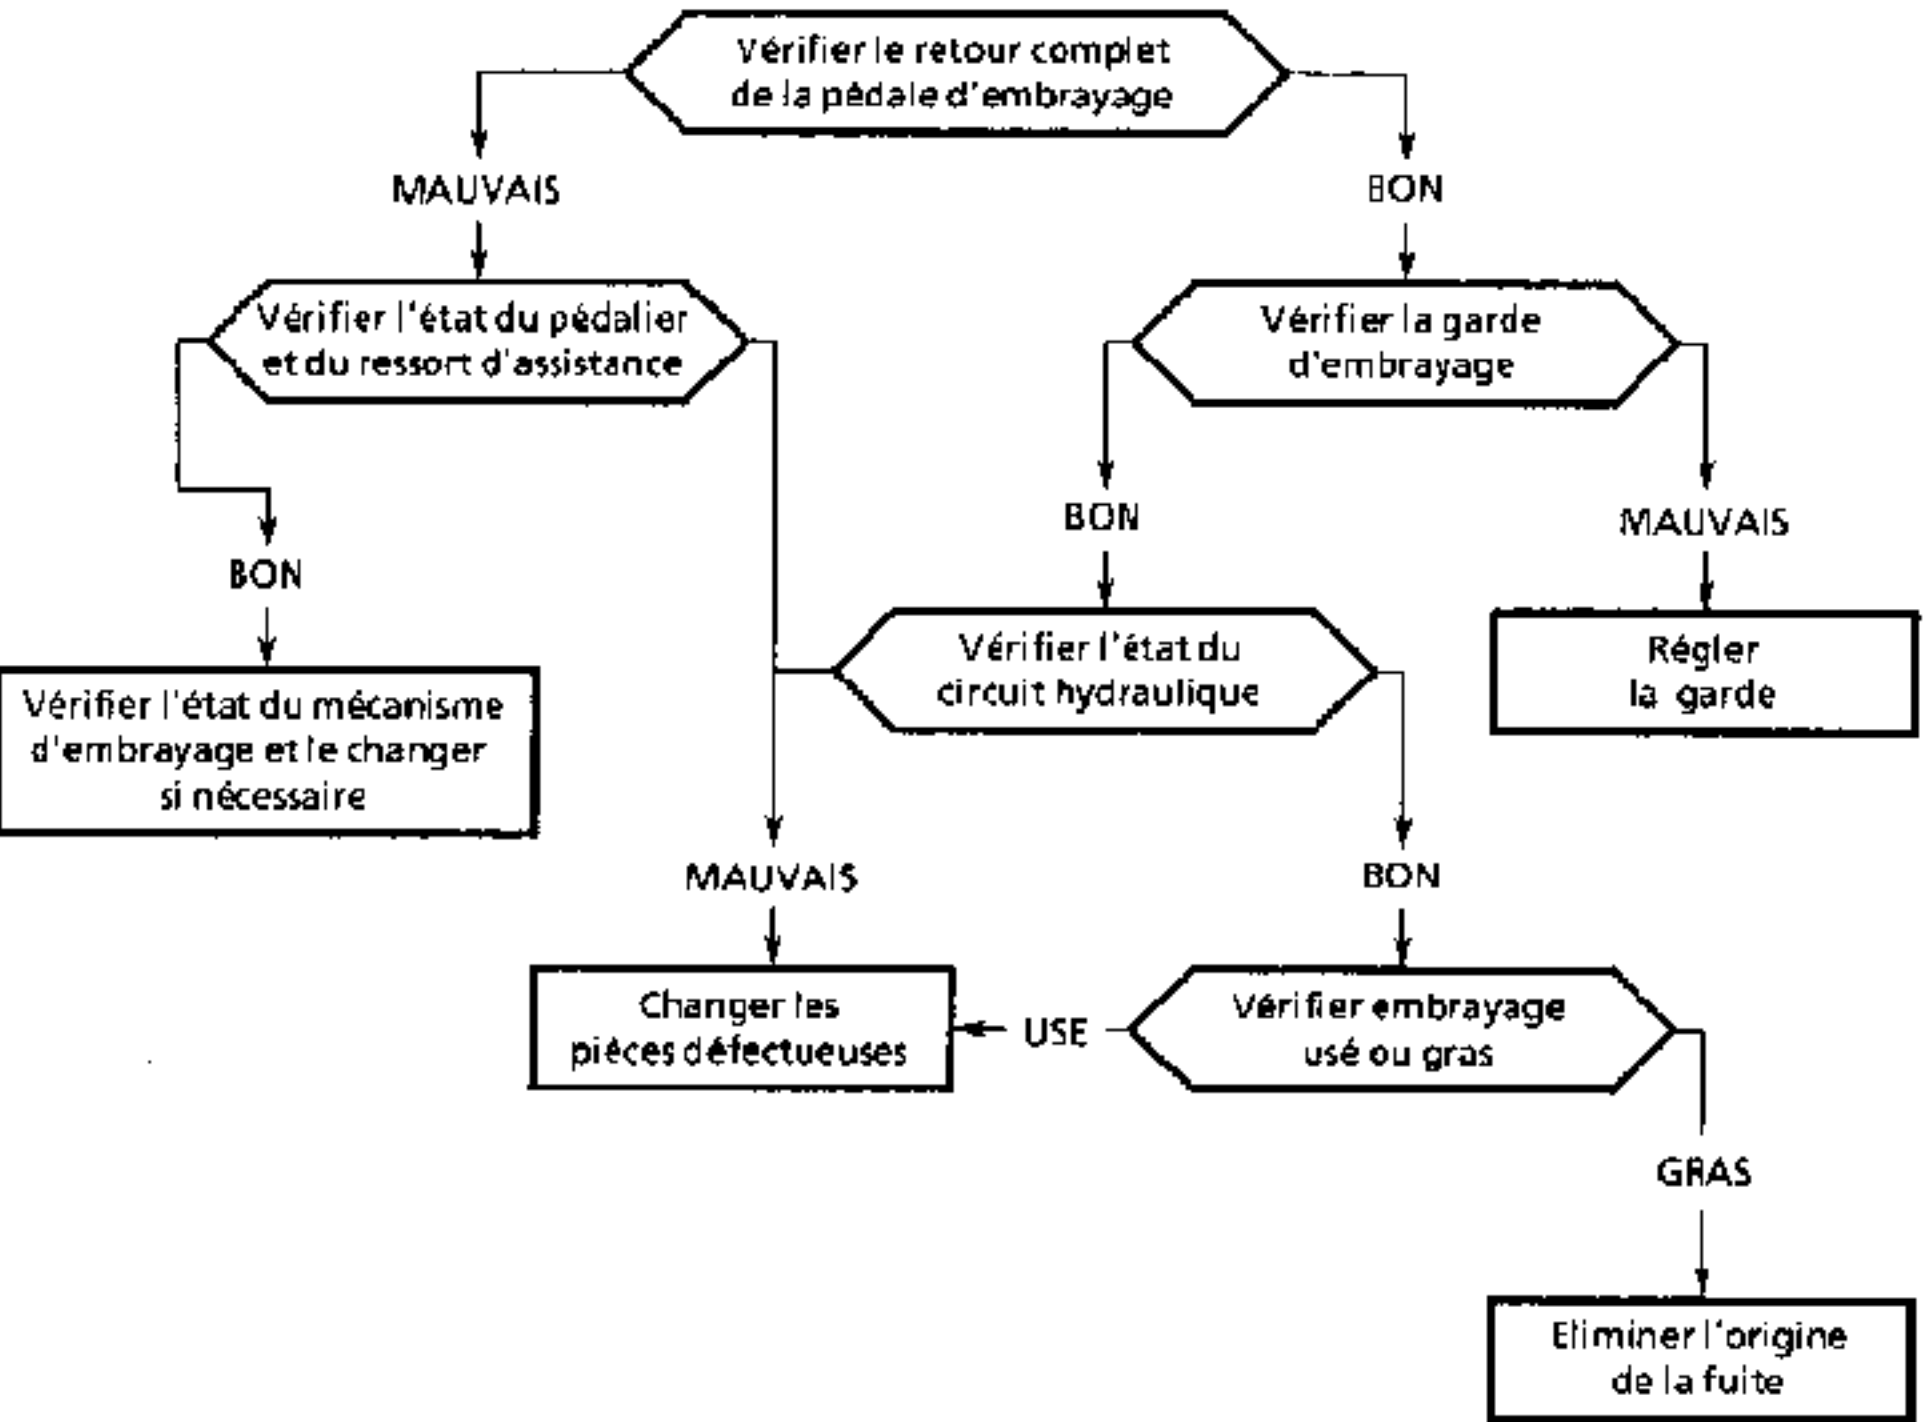 Vérifier le retour complet
de la pédale d'embrayage
MAUVAIS
BON
Vérifier l'état du pédalier
et du ressort d'assistance
Vérifier la garde
d'embrayage
BON
MAUVAIS
BON
Vérifier l'état du
circuit hydraulique
Régler
la garde
Vérifier l'état du mécanisme
d'embrayage et le changer
si nécessaire
MAUVAIS
BON
Changer les
pièces défectueuses
USE
Vérifier embrayage
usé ou gras
GRAS
Eliminer l'origine
de la fuite